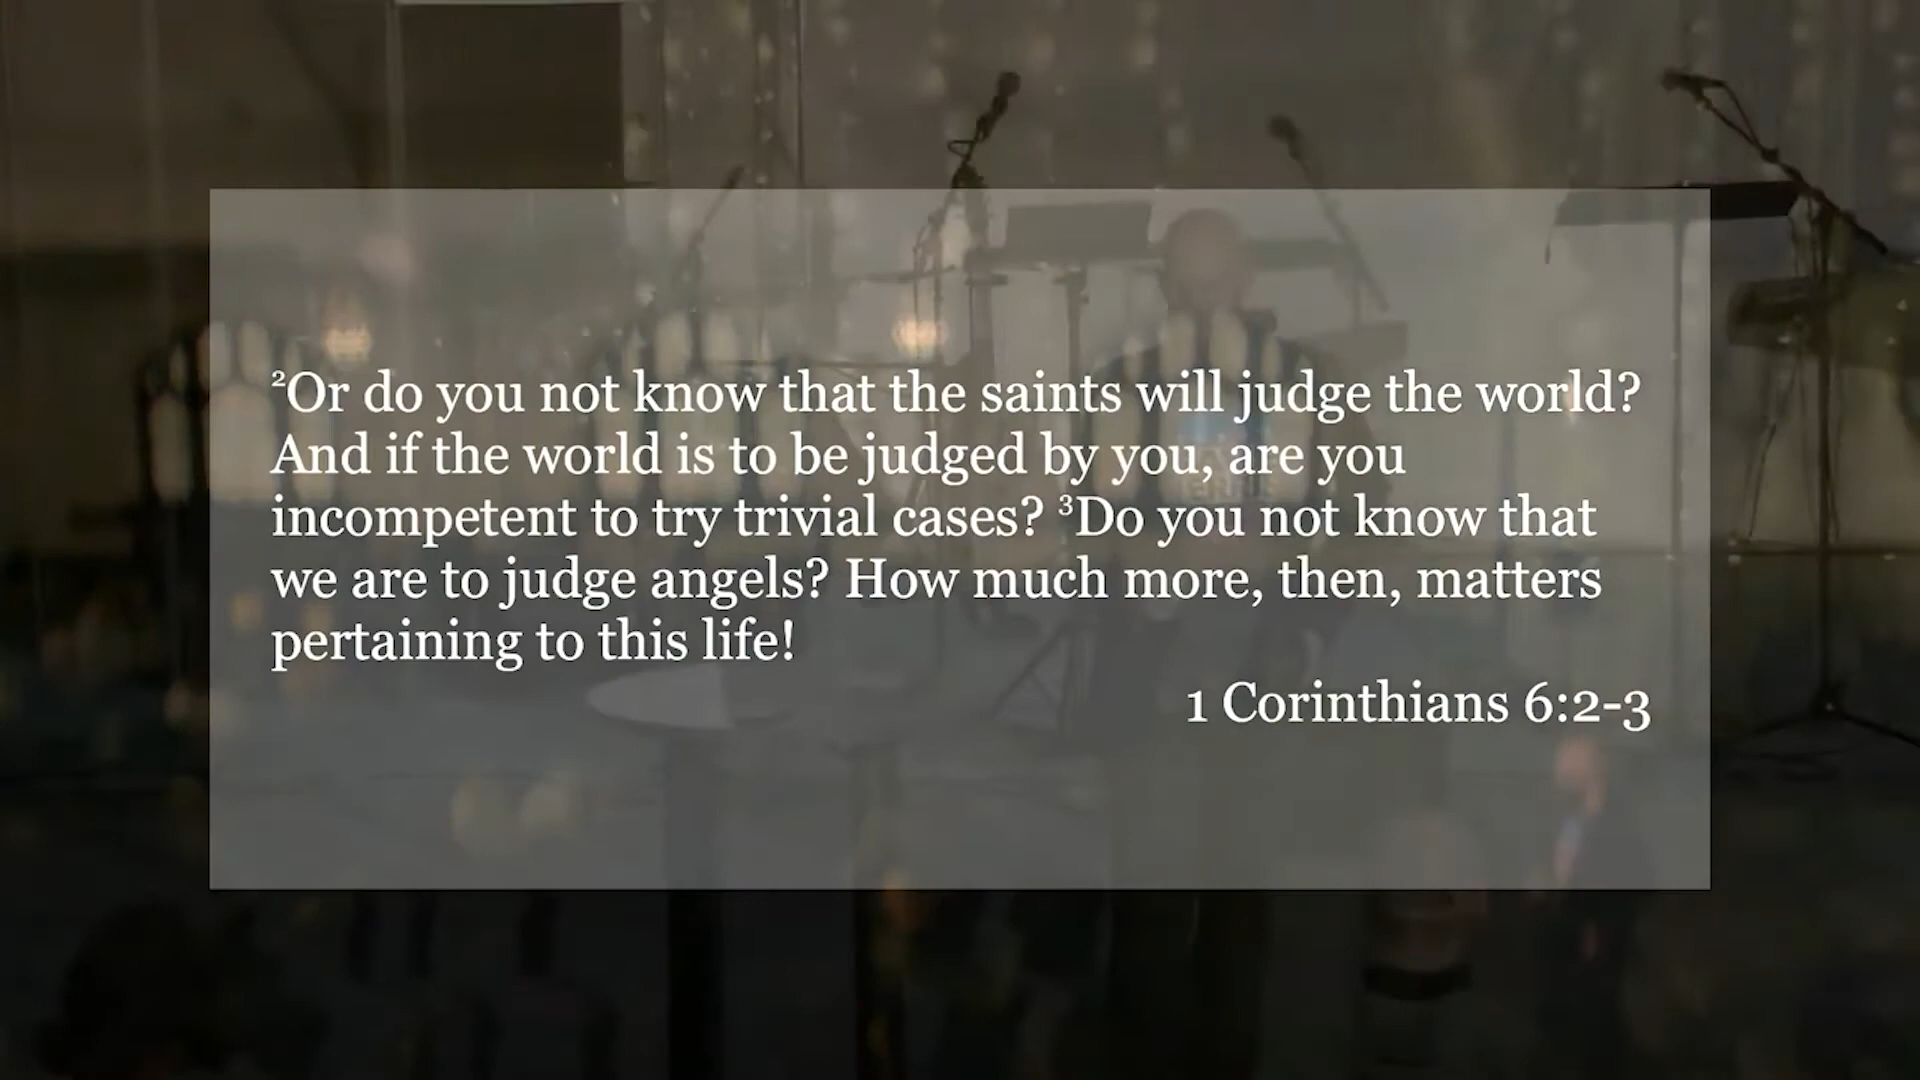 ²Or do you not know that the saints will judge the world?
And if the world is to be judged by you, are you
incompetent to try trivial cases? ³Do you not know that
we are to judge angels? How much more, then, matters
pertaining to this life!
1 Corinthians 6:2-3